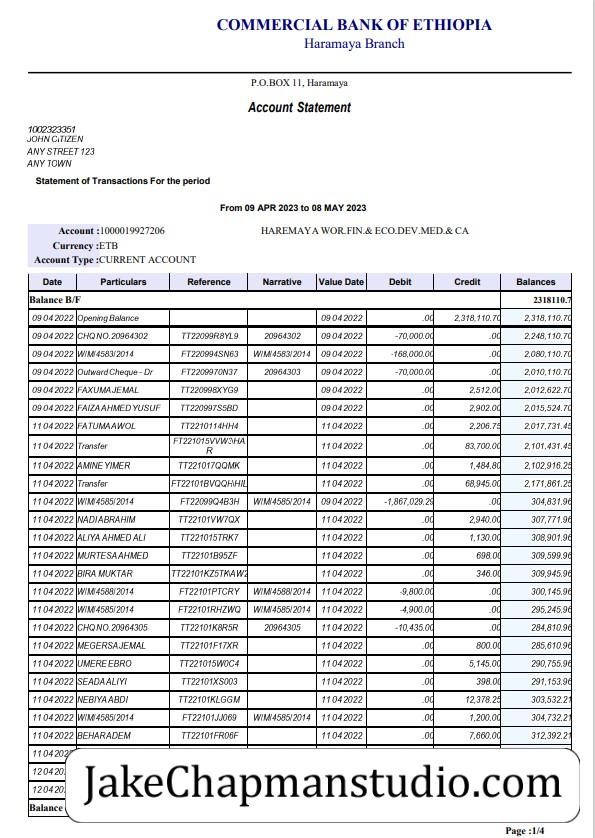 COMMERCIAL BANK OF ETHIOPIA
Haramaya Branch
P.O.BOX 11, Haramaya
Account Statement
1002323351
JOHN CITIZEN
ANY STREET 123
ANY TOWN
Statement of Transactions For the period
From 09 APR 2023 to 08 MAY 2023
Account :1000019927206 HAREMAYA WOR.FIN.& ECO.DEV.MED.& CA
Currency :ETB
Account Type :CURRENT ACCOUNT
Date Particulars Reference Narrative Value Date Debit Credit Balances
Balance B/F 2318110.7
09 04 2022 Opening Balance 09 04 2022 .00 2,318,110.70 2,318,110.70
09 04 2022 CHQ NO.20964302 TT22099R8YL9 20964302 09 04 2022 -70,000.00 .00 2,248,110.70
09 04 2022 WIM/4583/2014 FT220994SN63 WIM/4583/2014 09 04 2022 -168,000.00 .00 2,080,110.70
09 04 2022 Outward Cheque - Dr FT2209970N37 20964303 09 04 2022 -70,000.00 .00 2,010,110.70
09 04 2022 FAXUMA JEMAL TT220998XYG9 09 04 2022 .00 2,512.00 2,012,622.70
09 04 2022 FAIZA AHMED YUSUF TT220997S5BD 09 04 2022 .00 2,902.00 2,015,524.70
11 04 2022 FATUMA AWOL TT2210114HH4 11 04 2022 .00 2,206.75 2,017,731.45
11 04 2022 Transfer FT221015VVW3HA 11 04 2022 .00 83,700.00 2,101,431.45
R
11 04 2022 AMINE YIMER TT221017QQMK 11 04 2022 .00 1,484.80 2,102,916.25
11 04 2022 Transfer 11 04 2022 .00 68,945.00 2,171,861.25
11 04 2022 WIM/4585/2014 FT22099Q4B3H WIM/4585/2014 09 04 2022 -1,867,029.29 .00 304,831.96
11 04 2022 NADI ABRAHIM TT22101VW7QX 11 04 2022 .00 2,940.00 307,771.96
11 04 2022 ALIYA AHMED ALI TT221015TRK7 11 04 2022 .00 1,130.00 308,901.96
11 04 2022 MURTESA AHMED TT22101B95ZF 11 04 2022 .00 698.00 309,599.96
11 04 2022 BIRA MUKTAR 11 04 2022 .00 346.00 309,945.96
11 04 2022 WIM/4588/2014 FT22101PTCRY WIM/4588/2014 11 04 2022 -9,800.00 .00 300,145.96
11 04 2022 WIM/4585/2014 FT22101RHZWQ WIM/4585/2014 11 04 2022 -4,900.00 .00 295,245.96
11 04 2022 CHQ NO.20964305 TT22101K8R5R 20964305 11 04 2022 -10,435.00 .00 284,810.96
11 04 2022 MEGERSA JEMAL TT22101F17XR 11 04 2022 .00 800.00 285,610.96
11 04 2022 UMERE EBRO TT221015W0C4 11 04 2022 .00 5,145.00 290,755.96
11 04 2022 SEADA ALIYI TT22101XS003 11 04 2022 .00 398.00 291,153.96
11 04 2022 NEBIYA ABDI TT22101KLGGM 11 04 2022 .00 12,378.25 303,532.21
11 04 2022 WIM/4585/2014 FT22101JJ069 WIM/4585/2014 11 04 2022 .00 1,200.00 304,732.21
11 04 2022 BEHAR ADEM TT22101FR06F 11 04 2022 .00 7,660.00 312,392.21
11 04
12 04
12 04
Balance
JakeChapmanstudio.com
Page :1/4